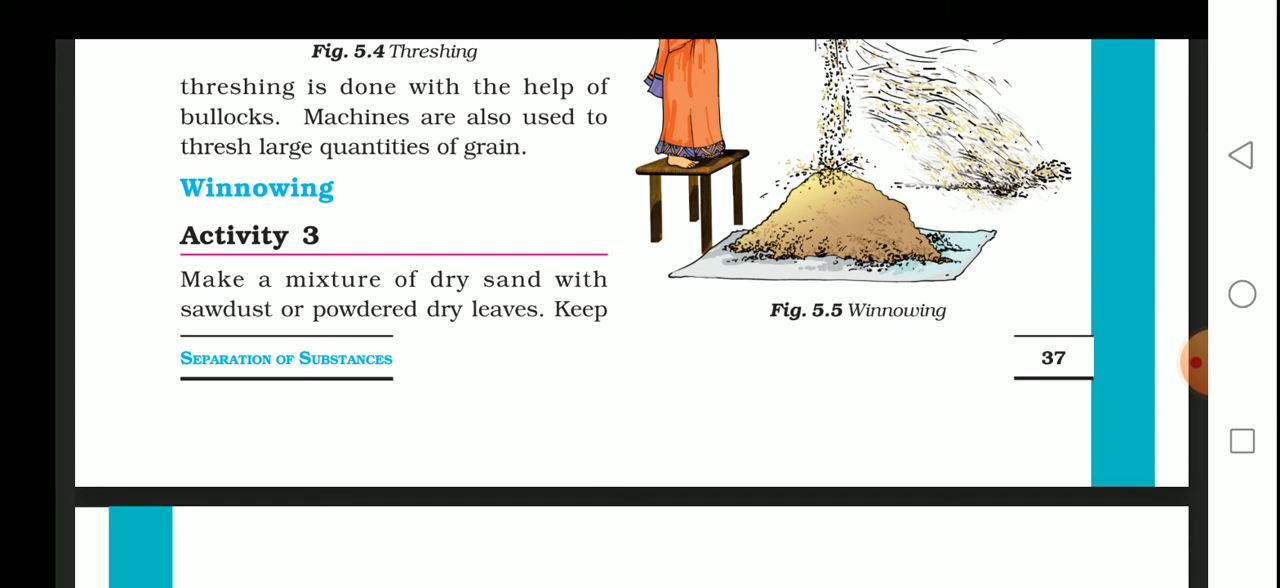 Fig. 5.4 Threshing
threshing is done with the help of
bullocks. Machines are also used to
thresh large quantities of grain.
Winnowing
Activity 3
Make a mixture of dry sand with
sawdust or powdered dry leaves. Keep
Fig. 5.5 Winnowing
SEPARATION OF SUBSTANCES
37